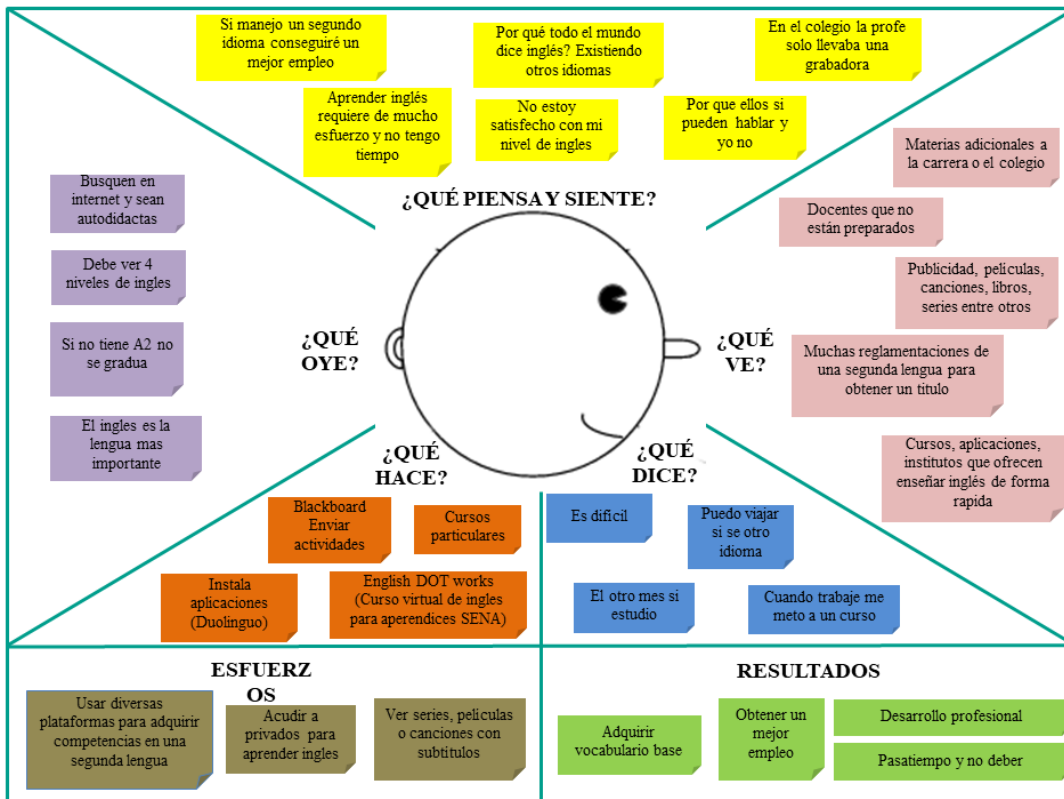 Si manejo un segundo
idioma conseguiré un
mejor empleo
Por qué todo el mundo
dice inglés? Existiendo
otros idiomas
En el colegio la profe
solo llevaba una
grabadora
Aprender inglés
requiere de mucho
esfuerzo y no tengo
tiempo
No estoy
satisfecho con mi
nivel de ingles
Por que ellos si
pueden hablar y
yo no
¿QUÉ PIENSA Y SIENTE?
Busquen en
internet y sean
autodidactas
Debe ver 4
niveles de ingles
Si no tiene A2 no
se gradua
El ingles es la
lengua mas
importante
¿QUÉ
OYE?
¿QUÉ
VE?
Materias adicionales a
la carrera o el colegio
Docentes que no
están preparados
Publicidad, películas,
canciones, libros,
series entre otros
Muchas reglamentaciones de
una segunda lengua para
obtener un titulo
Cursos, aplicaciones,
institutos que ofrecen
enseñar inglés de forma
rapida
¿QUÉ
HACE?
Blackboard
Enviar
actividades
Cursos
particulares
Instala
aplicaciones
(Duolinguo)
English DOT works
(Curso virtual de ingles
para aperendices SENA)
¿QUÉ
DICE?
Es difícil
Puedo viajar
si se otro
idioma
El otro mes si
estudio
Cuando trabaje me
meto a un curso
ESFUERZ
OS
Usar diversas
plataformas para adquirir
competencias en una
segunda lengua
Acudir a
privados para
aprender ingles
Ver series, películas
o canciones con
subtítulos
RESULTADOS
Adquirir
vocabulario base
Obtener un
mejor
empleo
Desarrollo profesional
Pasatiempo y no deber